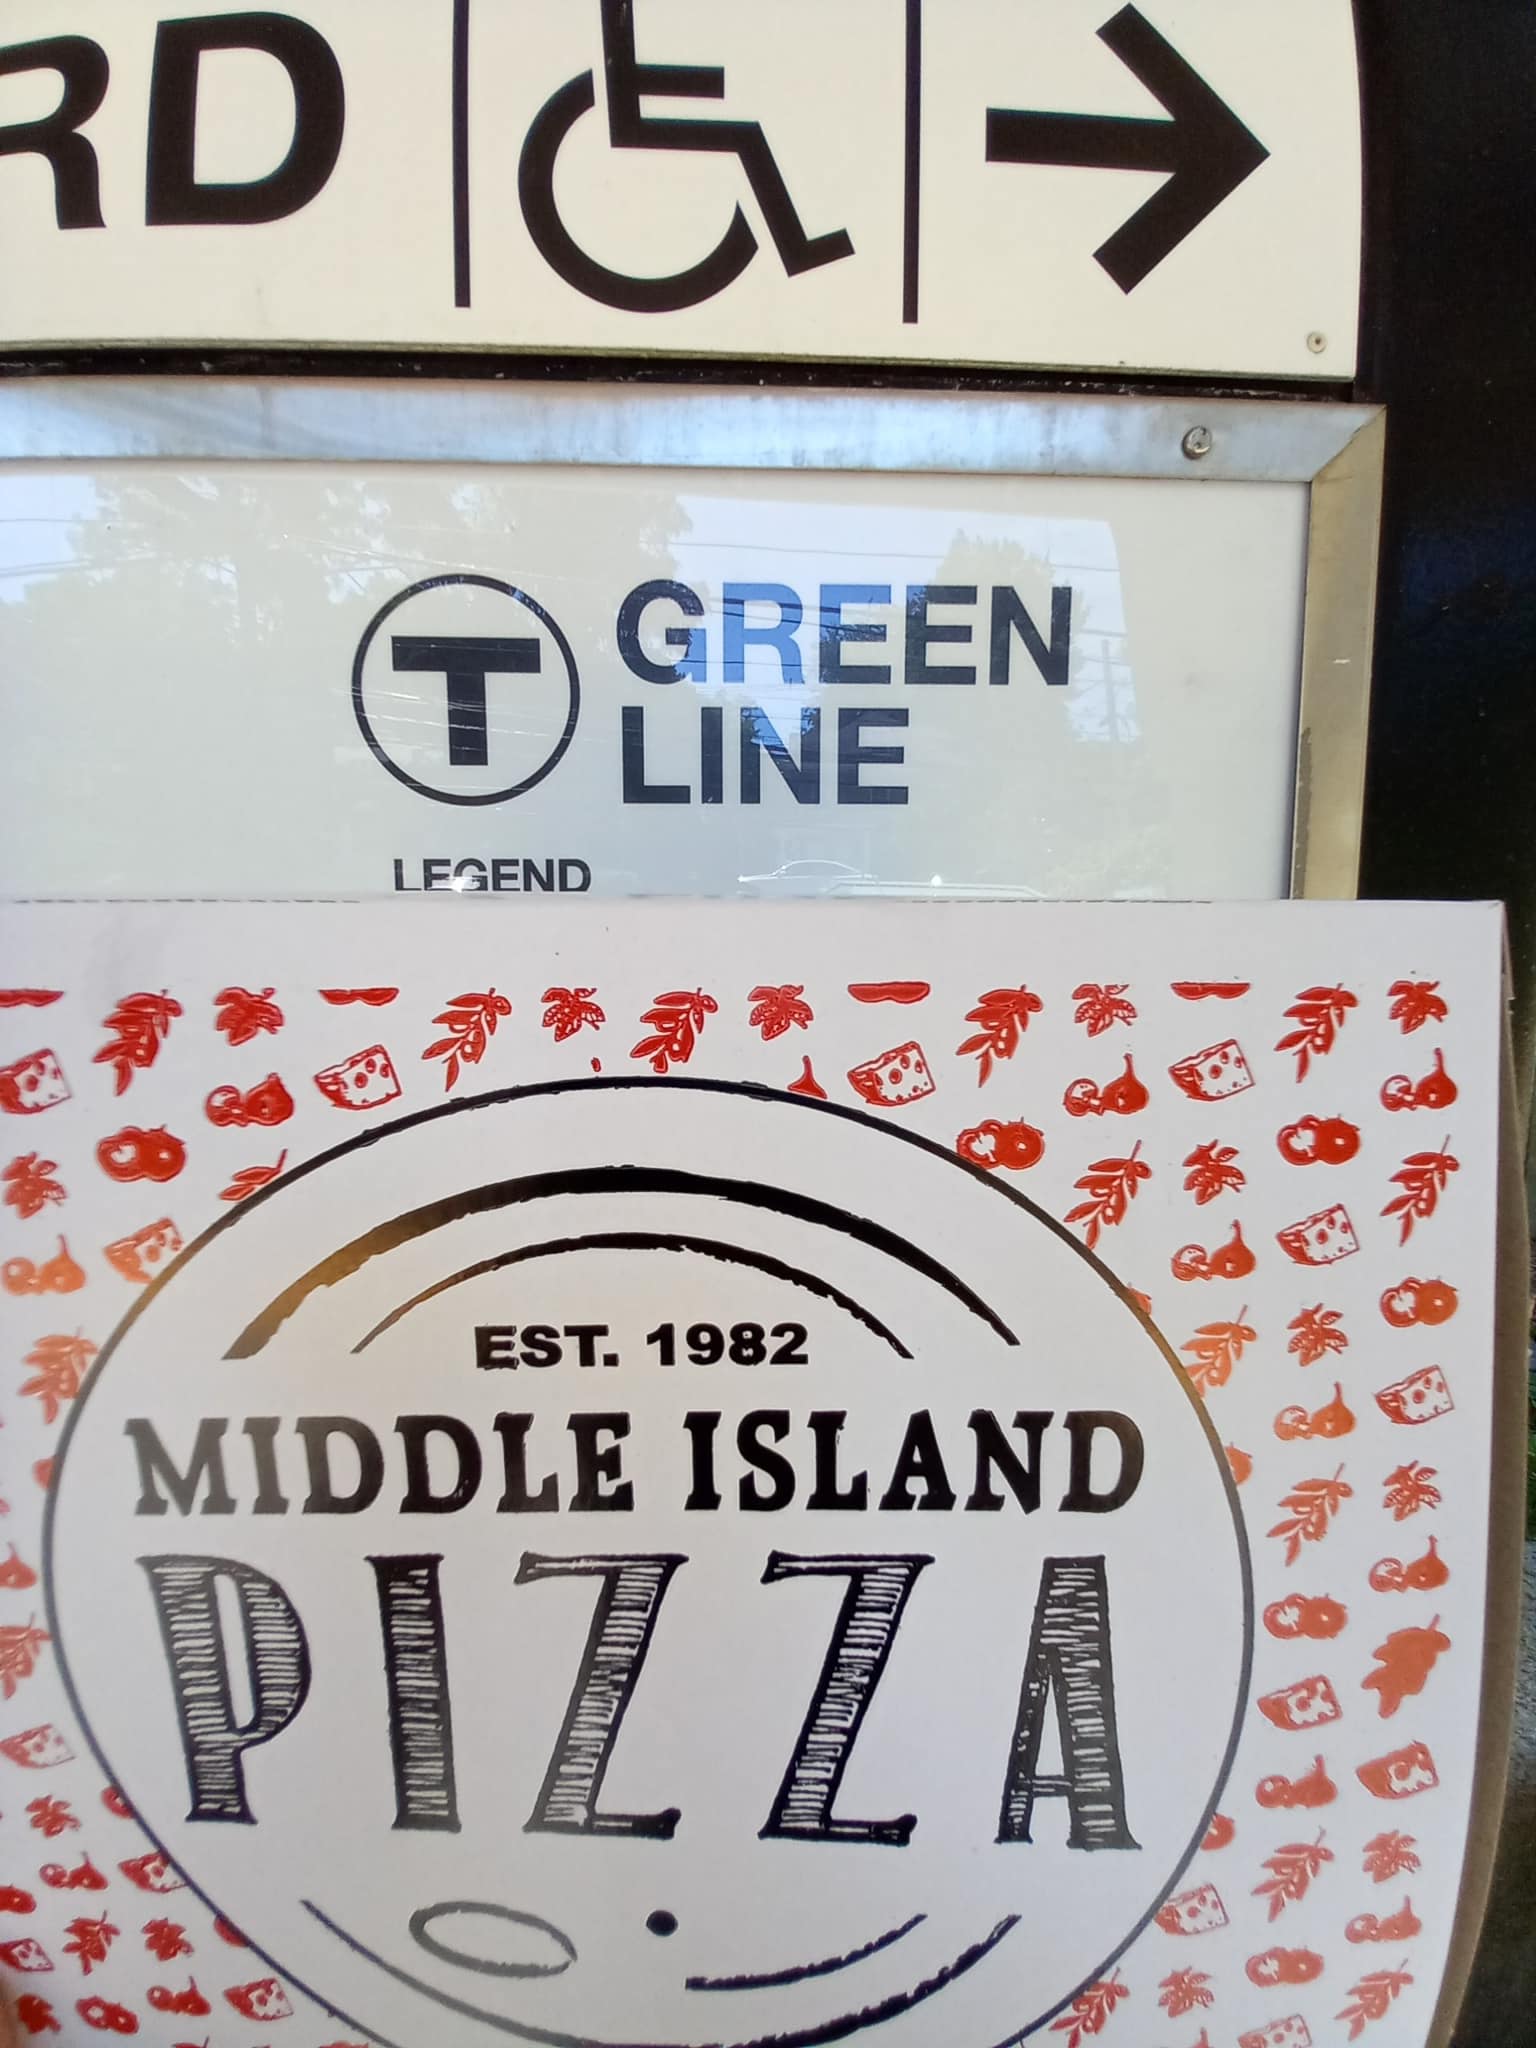 RD
T
GREEN
LINE
LEGEND
EST. 1982
MIDDLE ISLAND
PIZZA